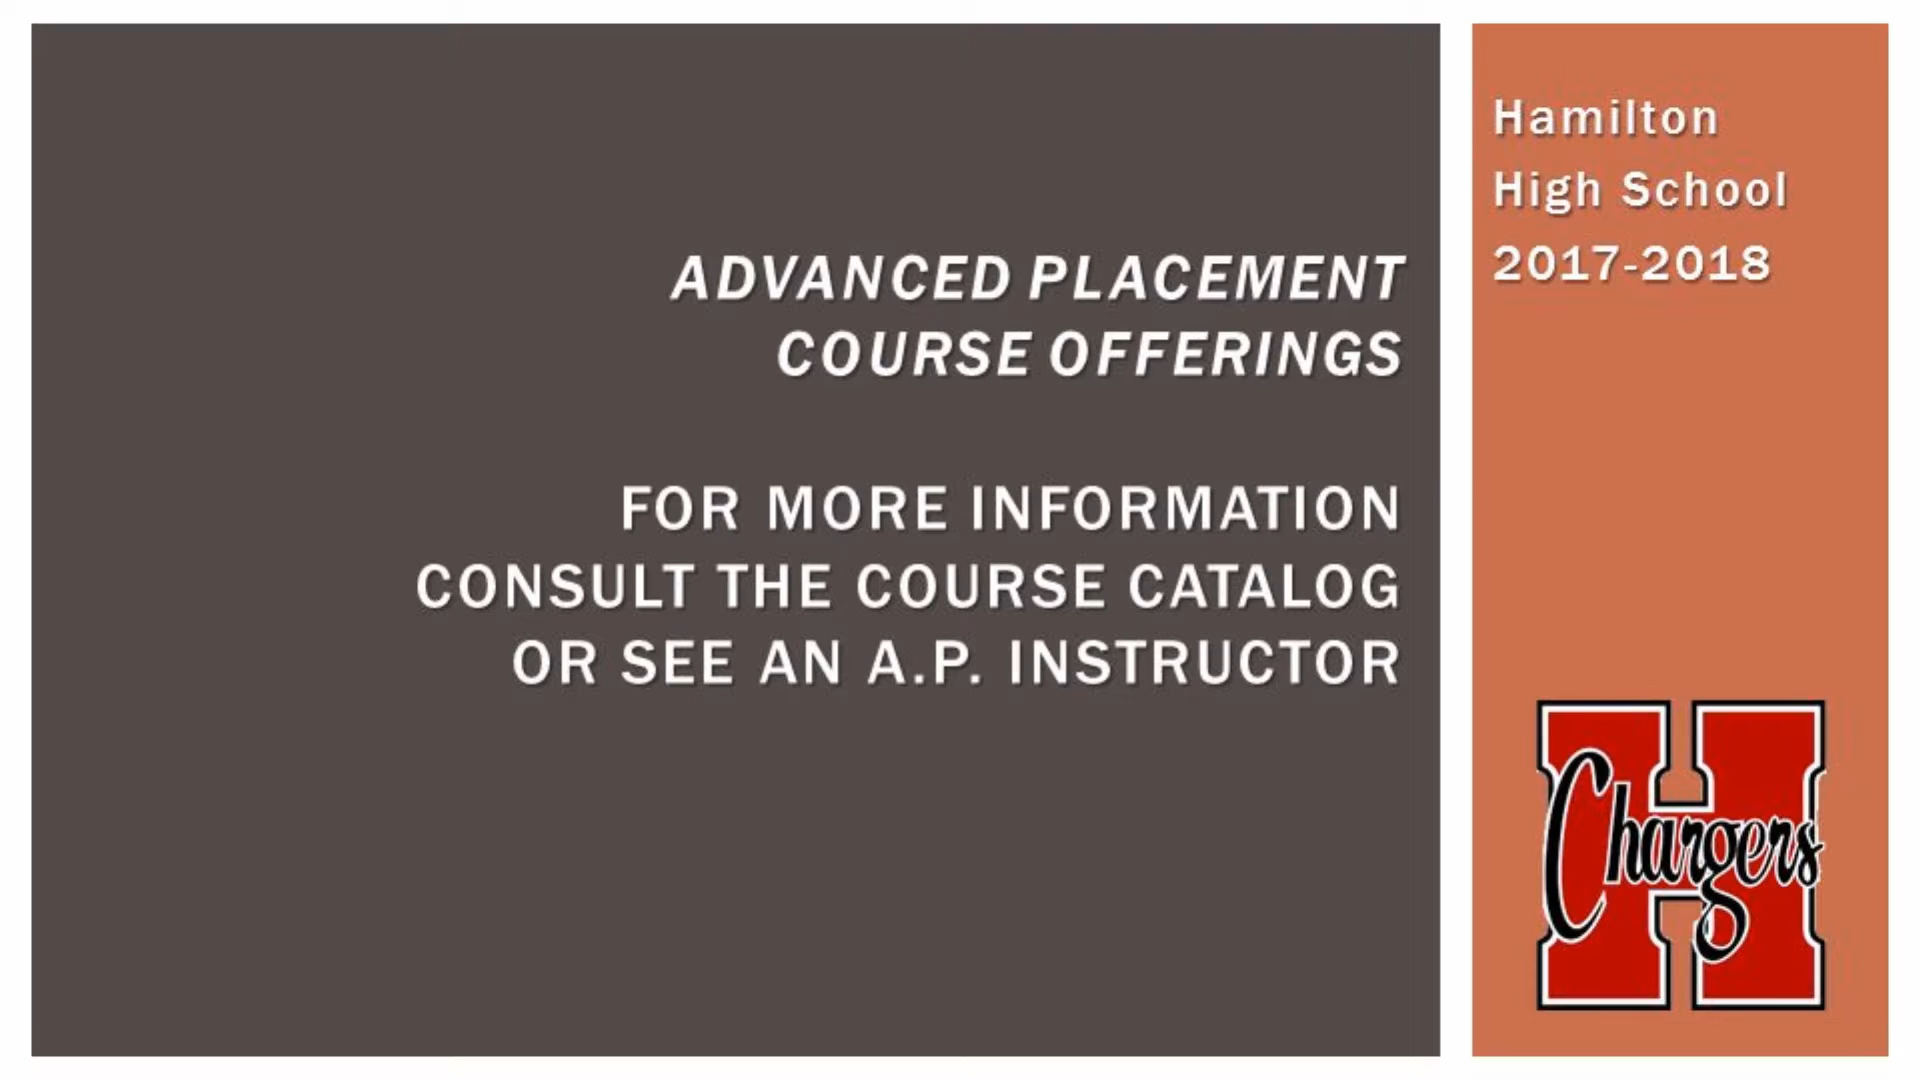 ADVANCED PLACEMENT
COURSE OFFERINGS
FOR MORE INFORMATION
CONSULT THE COURSE CATALOG
OR SEE AN A.P. INSTRUCTOR
Hamilton
High School
2017-2018
H
Chargers